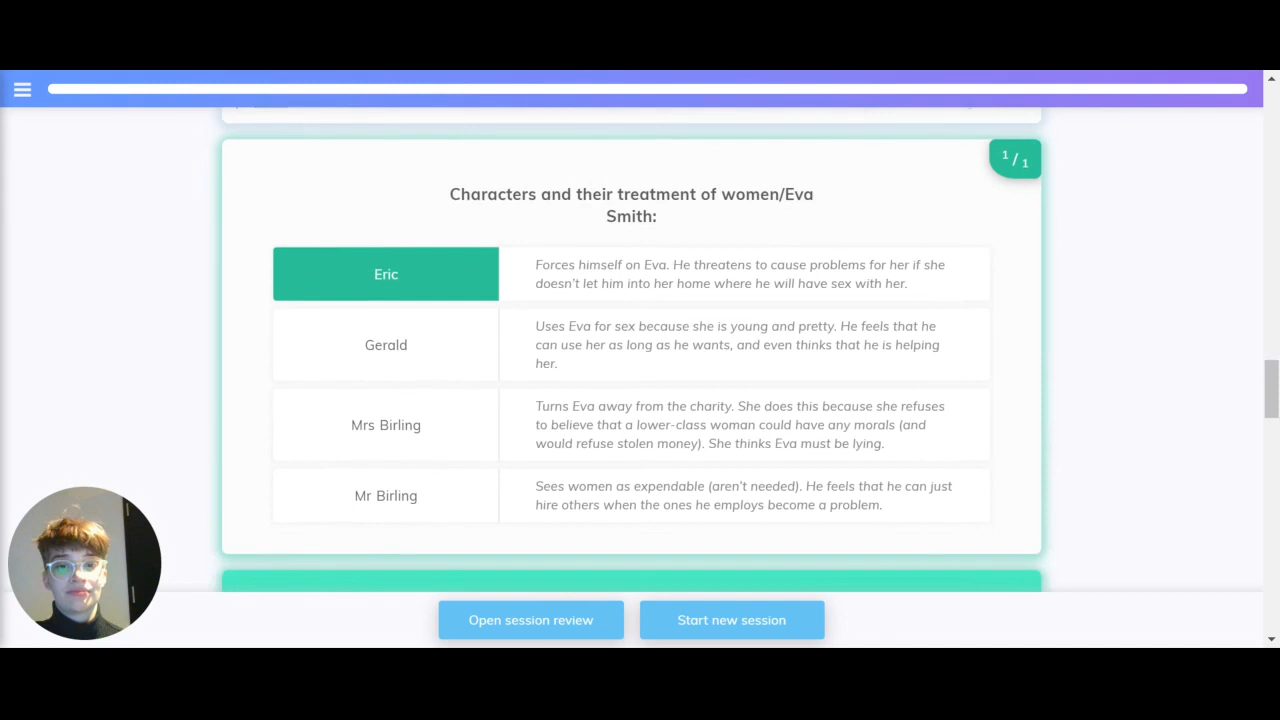 1 / 1
Characters and their treatment of women/Eva
Smith:
Eric
Forces himself on Eva. He threatens to cause problems for her if she
doesn't let him into her home where he will have sex with her.
Gerald
Uses Eva for sex because she is young and pretty. He feels that he
can use her as long as he wants, and even thinks that he is helping
her.
Mrs Birling
Turns Eva away from the charity. She does this because she refuses
to believe that a lower-class woman could have any morals (and
would refuse stolen money). She thinks Eva must be lying.
Mr Birling
Sees women as expendable (aren't needed). He feels that he can just
hire others when the ones he employs become a problem.
Open session review
Start new session